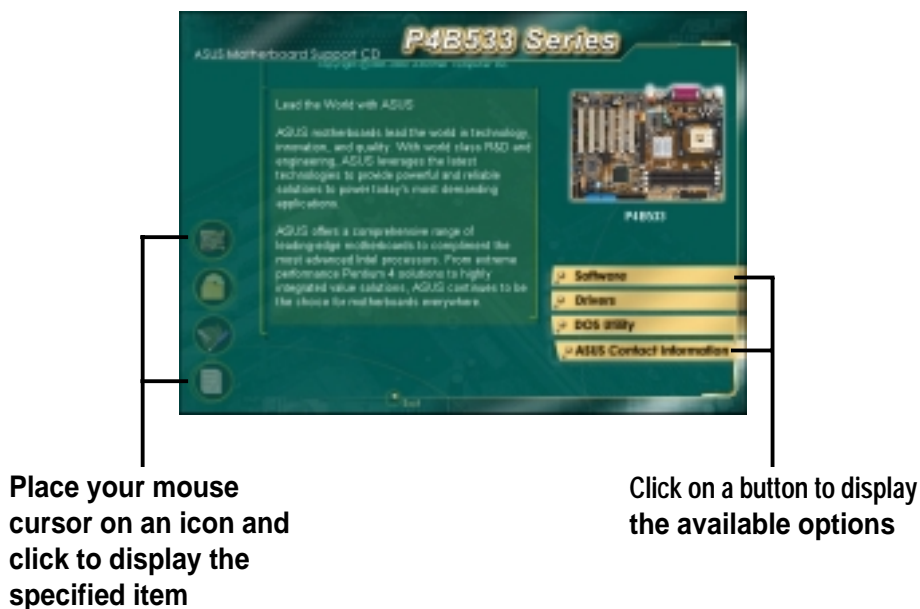 P4B533 Series
ASUS Motherboard Support CD
Lead the World with ASUS
ASUS motherboards lead the world in technology,
innovation, and quality. With world class R&D and
engineering, ASUS leverages the latest
technologies to provide powerful and reliable
solutions to power today's most demanding
applications.
ASUS offers a comprehensive range of
leading-edge motherboards to compliment the
most advanced Intel processors. From extreme
performance Pentium 4 solutions to highly
integrated value solutions, ASUS continues to be
the choice for motherboards everywhere.
P4B533
Software
Drivers
DOS Utility
ASUS Contact Information
Exit
Place your mouse
cursor on an icon and
click to display the
specified item
Click on a button to display
the available options